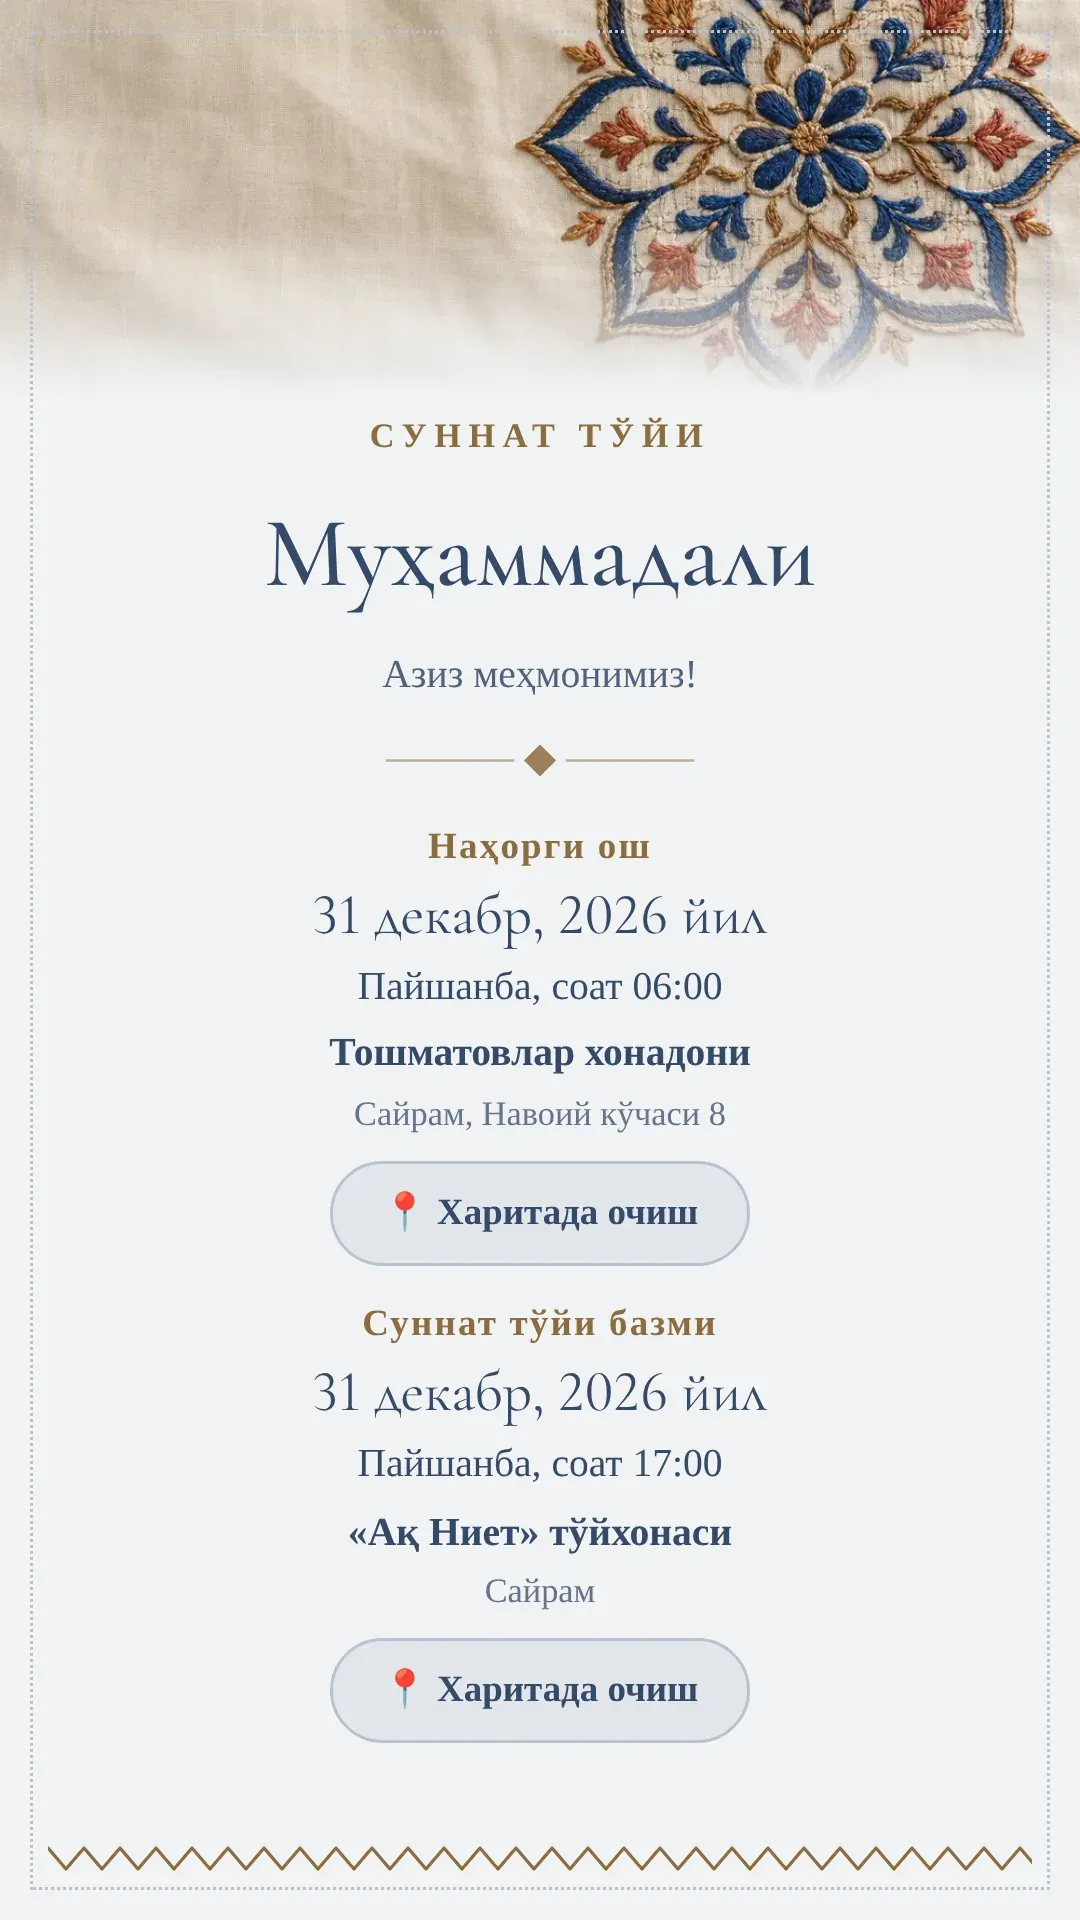 СУННАТ ТЎЙИ
Муҳаммадали
Азиз меҳмонимиз!
Наҳорги ош
31 декабр, 2026 йил
Пайшанба, соат 06:00
Тошматовлар хонадони
Сайрам, Навоий кўчаси 8
📍 Харитада очиш
Суннат тўйи базми
31 декабр, 2026 йил
Пайшанба, соат 17:00
«Ақ Ниет» тўйхонаси
Сайрам
📍 Харитада очиш